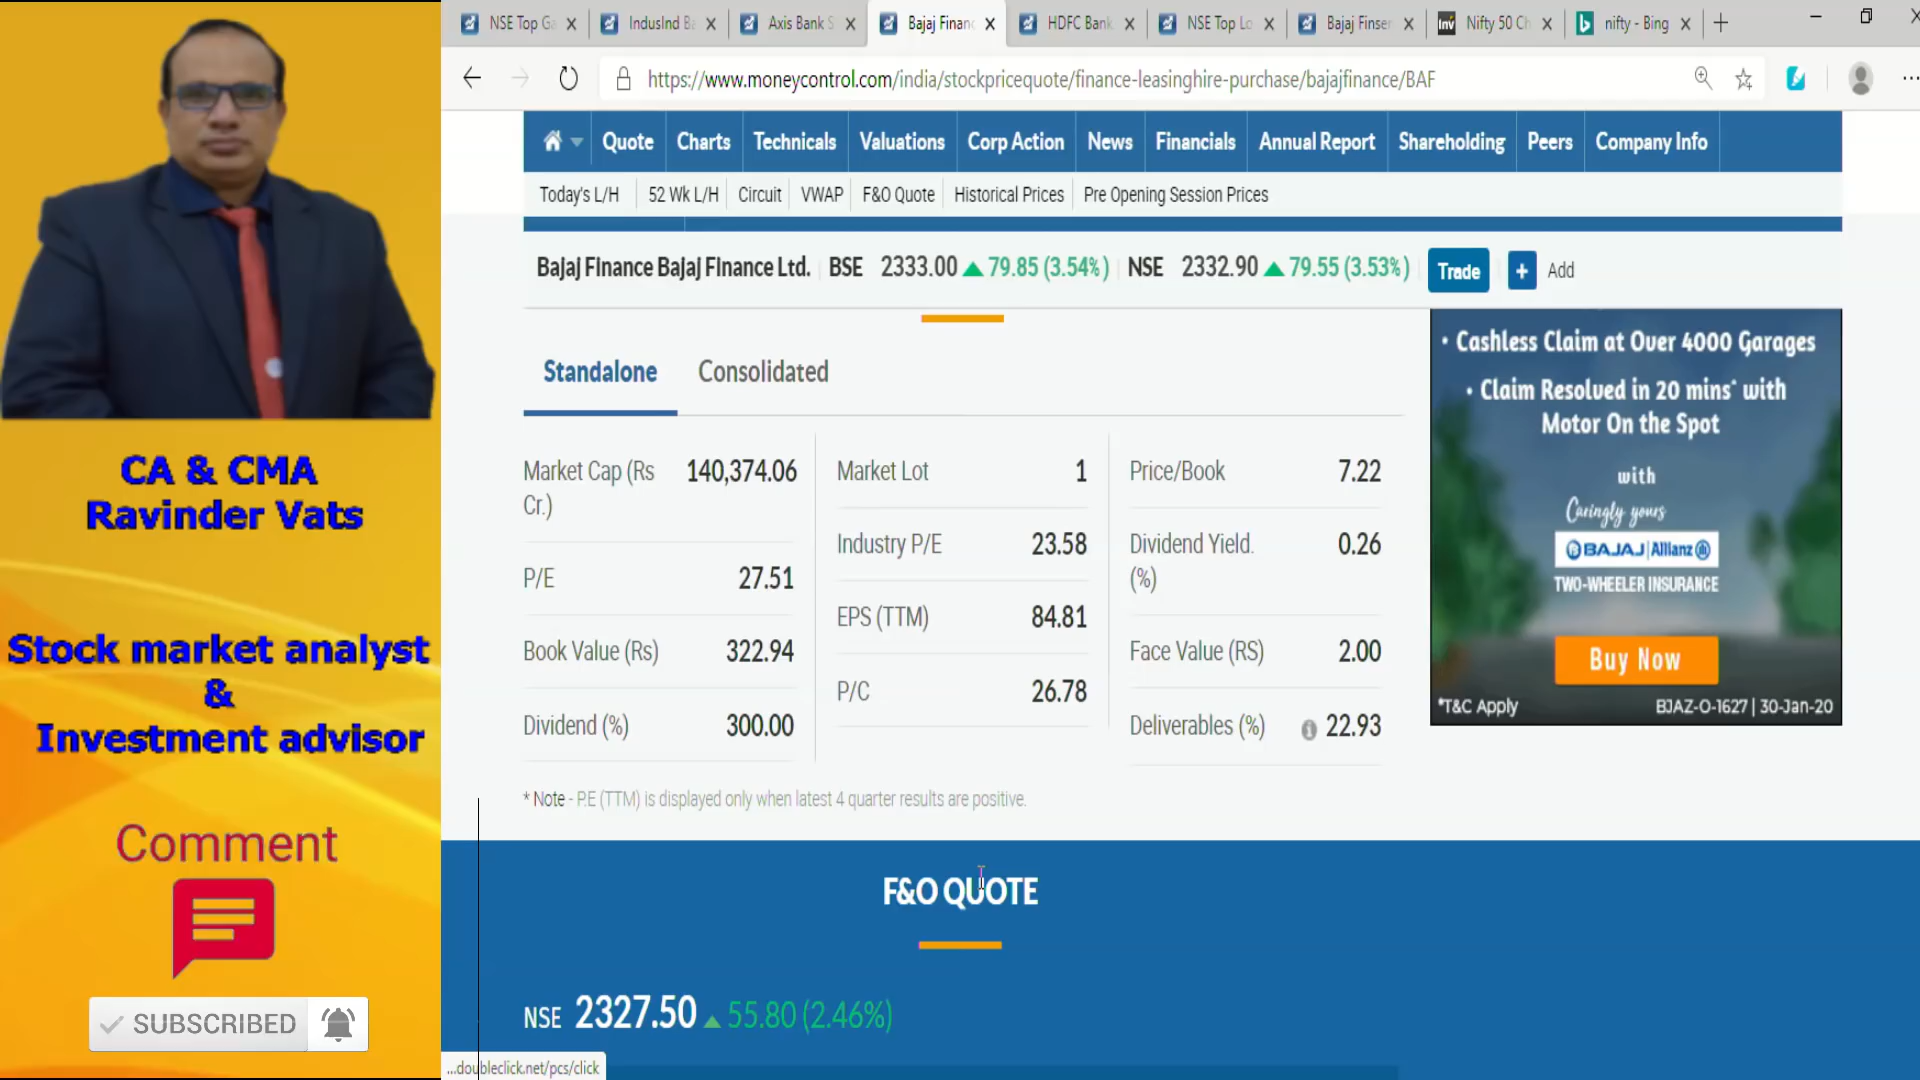 NSE Top Ga
IndusInd Ba
Axis Bank S
Bajaj Financ
HDFC Bank
NSE Top Lo
Bajaj Finser
Inv
Nifty 50 Ch
nifty - Bing
https://www.moneycontrol.com/india/stockpricequote/finance-leasinghire-purchase/bajajfinance/BAF
Quote
Charts
Technicals
Valuations
Corp Action
News
Financials
Annual Report
Shareholding
Peers
Company Info
Today's L/H
52 Wk L/H
Circuit
VWAP
F&O Quote
Historical Prices
Pre Opening Session Prices
Bajaj Finance Bajaj Finance Ltd.
BSE 2333.00 79.85 (3.54%)
NSE 2332.90 79.55 (3.53%)
Trade
+ Add
Standalone
Consolidated
Market Cap (Rs Cr.) 140,374.06
P/E 27.51
Book Value (Rs) 322.94
Dividend (%) 300.00
Market Lot 1
Industry P/E 23.58
EPS (TTM) 84.81
P/C 26.78
Price/Book 7.22
Dividend Yield. (%) 0.26
Face Value (RS) 2.00
Deliverables (%) 22.93
* Note - P.E (TTM) is displayed only when latest 4 quarter results are positive.
• Cashless Claim at Over 4000 Garages
• Claim Resolved in 20 mins* with
Motor On the Spot
with
Caringly yours
BAJAJ Allianz
TWO-WHEELER INSURANCE
Buy Now
*T&C Apply
BJAZ-O-1627 | 30-Jan-20
F&O QUOTE
NSE 2327.50 55.80 (2.46%)
...doubleclick.net/pcs/click
CA & CMA
Ravinder Vats
Stock market analyst
&
Investment advisor
Comment
SUBSCRIBED